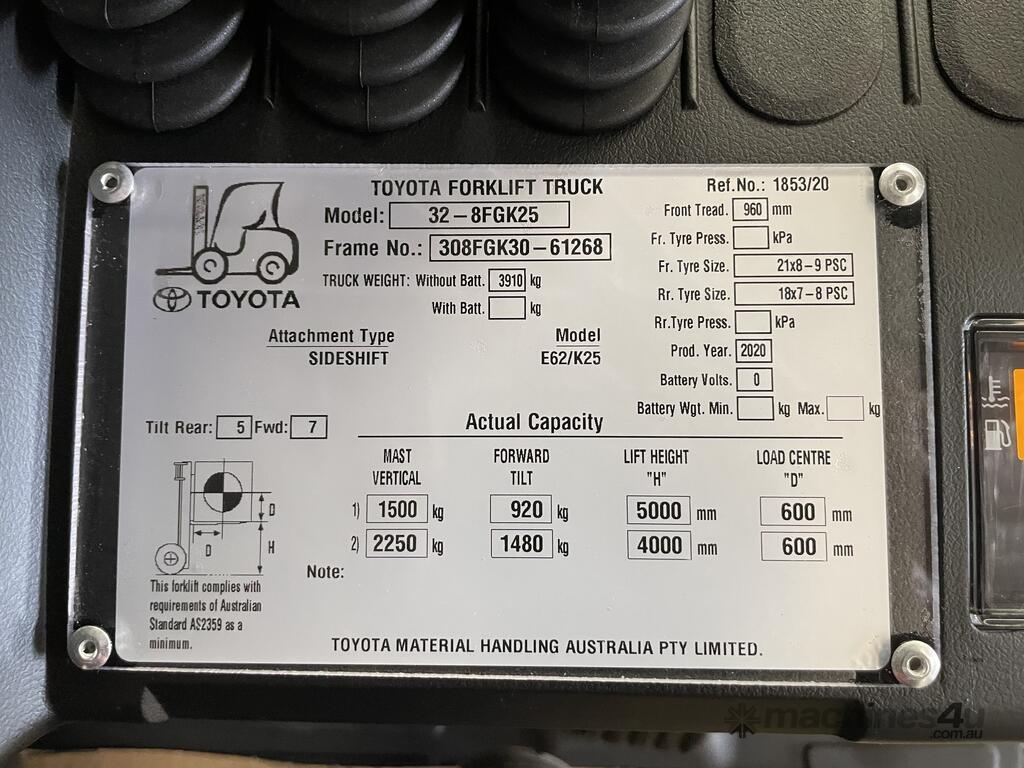 TOYOTA FORKLIFT TRUCK
Ref.No.: 1853/20
Model: 32-8FGK25
Front Tread. 960 mm
Frame No.: 308FGK30-61268
Fr. Tyre Press. kPa
Fr. Tyre Size. 21x8-9 PSC
TRUCK WEIGHT: Without Batt. 3910 kg
Rr. Tyre Size. 18x7-8 PSC
TOYOTA
With Batt. kg
Rr.Tyre Press. kPa
Attachment Type Model
SIDESHIFT E62/K25
Prod. Year. 2020
Battery Volts. 0
Battery Wgt. Min. kg Max. kg
Tilt Rear: 5 Fwd: 7
Actual Capacity
MAST FORWARD LIFT HEIGHT LOAD CENTRE
VERTICAL TILT "H" "D"
1) 1500 kg 920 kg 5000 mm 600 mm
2) 2250 kg 1480 kg 4000 mm 600 mm
D
D
H
Note:
This forklift complies with
requirements of Australian
Standard AS2359 as a
minimum.
TOYOTA MATERIAL HANDLING AUSTRALIA PTY LIMITED.
machines4u
.com.au